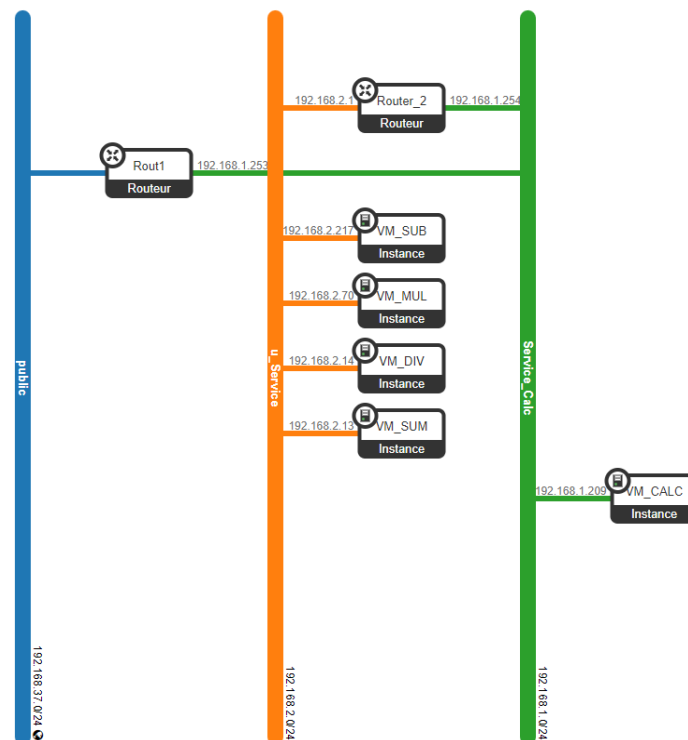 192.168.2.1
Router_2
192.168.1.254
Routeur
Rout1
192.168.1.253
Routeur
192.168.2.217
VM_SUB
Instance
192.168.2.70
VM_MUL
Instance
192.168.2.14
VM_DIV
Instance
192.168.2.13
VM_SUM
Instance
public
u_Service
Service_Calc
192.168.1.209
VM_CALC
Instance
192.168.37.0/24
192.168.2.0/24
192.168.1.0/24